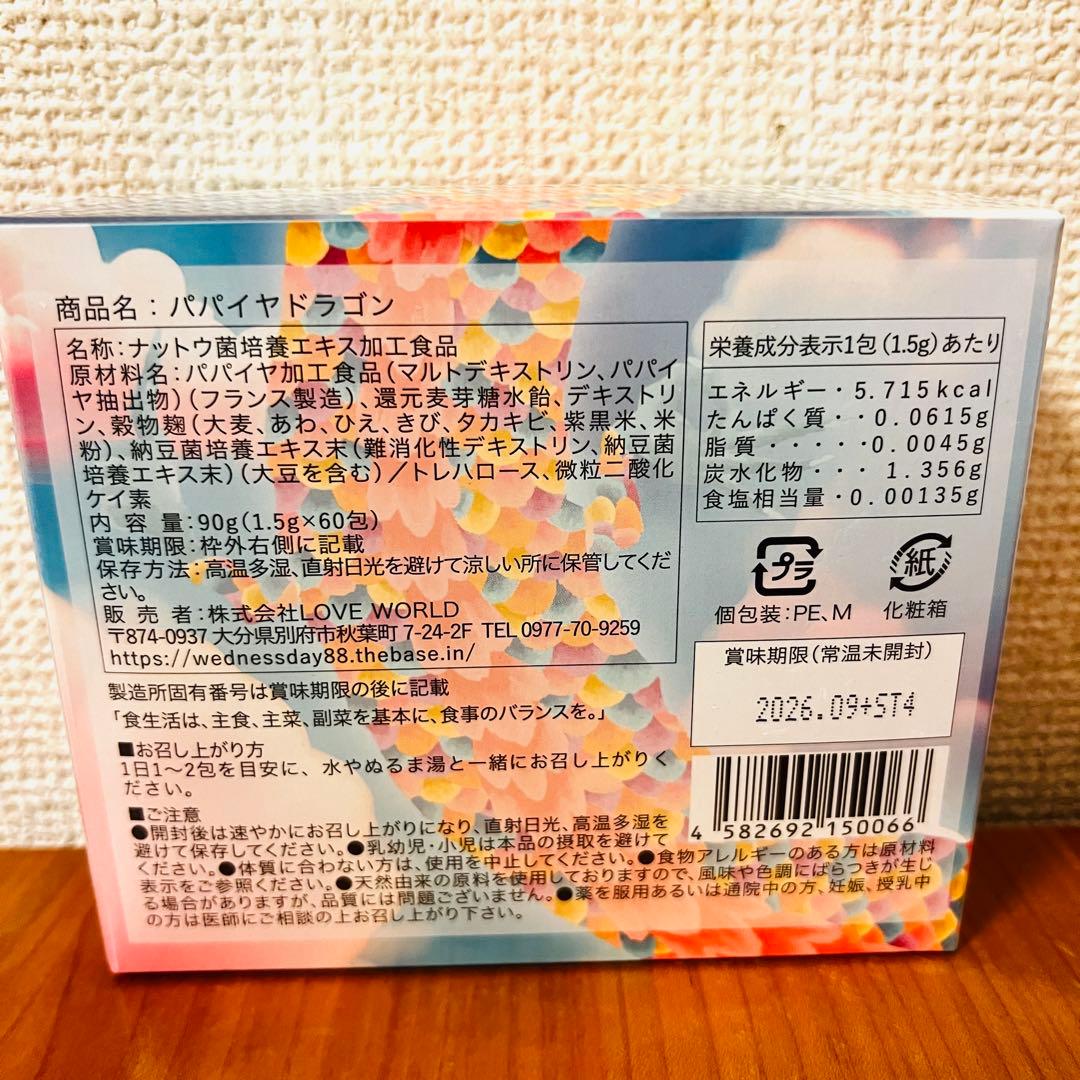 商品名：パパイヤドラゴン
名称:ナットウ菌培養エキス加工食品
原材料名:パパイヤ加工食品(マルトデキストリン、パパイ
ヤ抽出物)(フランス製造)、還元麦芽糖水飴、デキストリ
ン、穀物麹(大麦、あわ、ひえ、きび、タカキビ、紫黒米、米
粉)、納豆菌培養エキス末(難消化性デキストリン、納豆菌
培養エキス末)(大豆を含む)／トレハロース、微粒二酸化
ケイ素
内 容 量:90g(1.5g×60包)
賞味期限:枠外右側に記載
保存方法:高温多湿、直射日光を避けて涼しい所に保管してくだ
さい。
販 売 者:株式会社LOVE WORLD
〒874-0937 大分県別府市秋葉町 7-24-2F TEL 0977-70-9259
https://wednessday88.thebase.in/
製造所固有番号は賞味期限の後に記載
「食生活は、主食、主菜、副菜を基本に、食事のバランスを。」
■お召し上がり方
1日1〜2包を目安に、水やぬるま湯と一緒にお召し上がりく
ださい。
■ご注意
●開封後は速やかにお召し上がりになり、直射日光、高温多湿を
避けて保存してください。●乳幼児・小児は本品の摂取を避けて
ください。●体質に合わない方は、使用を中止してください。●食物アレルギーのある方は原材料
表示をご参照ください。●天然由来の原料を使用しておりますので、風味や色調にばらつきが生じ
る場合がありますが、品質には問題ございません。●薬を服用あるいは通院中の方、妊娠、授乳中
の方は医師にご相談の上お召し上がり下さい。
栄養成分表示1包(1.5g)あたり
エネルギー・5.715kcal
たんぱく質・・0.0615g
脂質・・・・・0.0045g
炭水化物・・・1.356g
食塩相当量・0.00135g
プラ
紙
個包装:PE、M 化粧箱
賞味期限(常温未開封)
2026.09+ST4
4 582692 150066